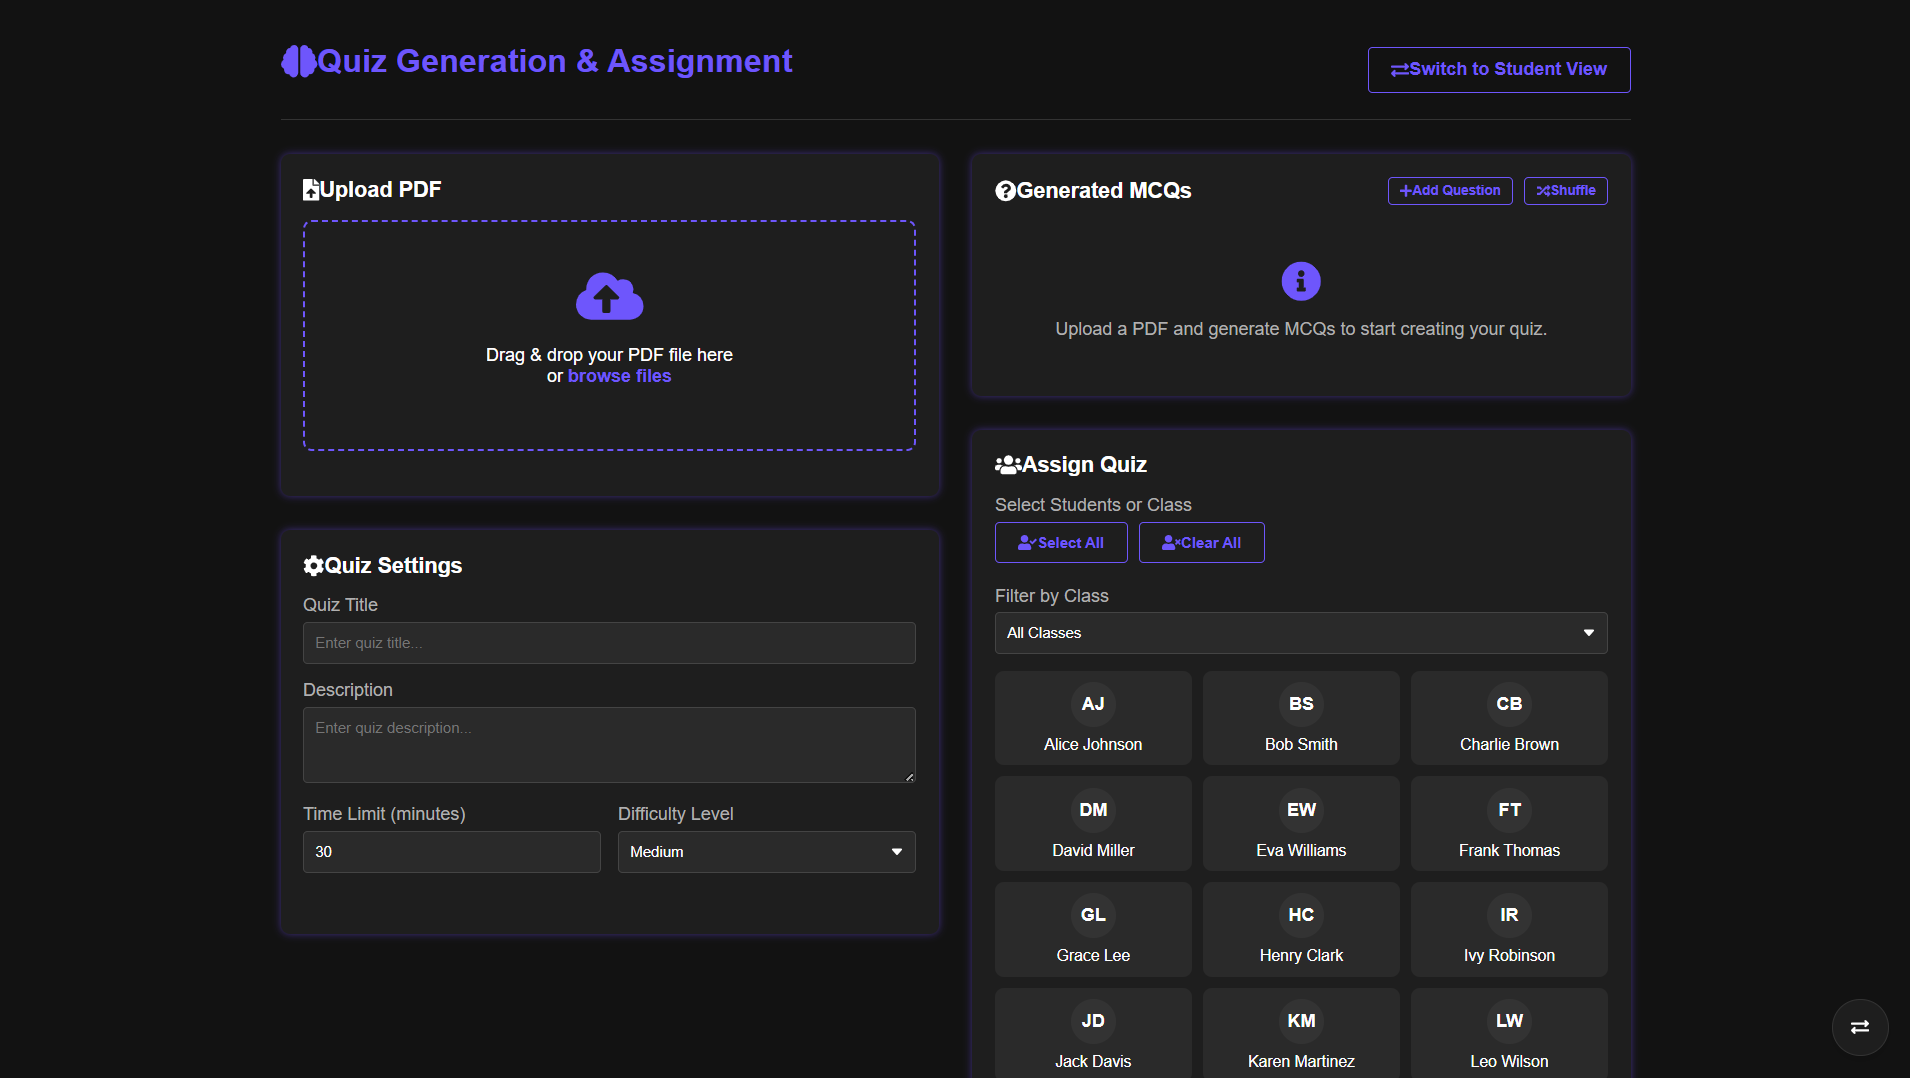 Quiz Generation & Assignment
Switch to Student View
Upload PDF
Drag & drop your PDF file here
or browse files
Quiz Settings
Quiz Title
Enter quiz title...
Description
Enter quiz description...
Time Limit (minutes)
Difficulty Level
30
Medium
Generated MCQs
Add Question
Shuffle
Upload a PDF and generate MCQs to start creating your quiz.
Assign Quiz
Select Students or Class
Select All
Clear All
Filter by Class
All Classes
AJ
Alice Johnson
BS
Bob Smith
CB
Charlie Brown
DM
David Miller
EW
Eva Williams
FT
Frank Thomas
GL
Grace Lee
HC
Henry Clark
IR
Ivy Robinson
JD
Jack Davis
KM
Karen Martinez
LW
Leo Wilson